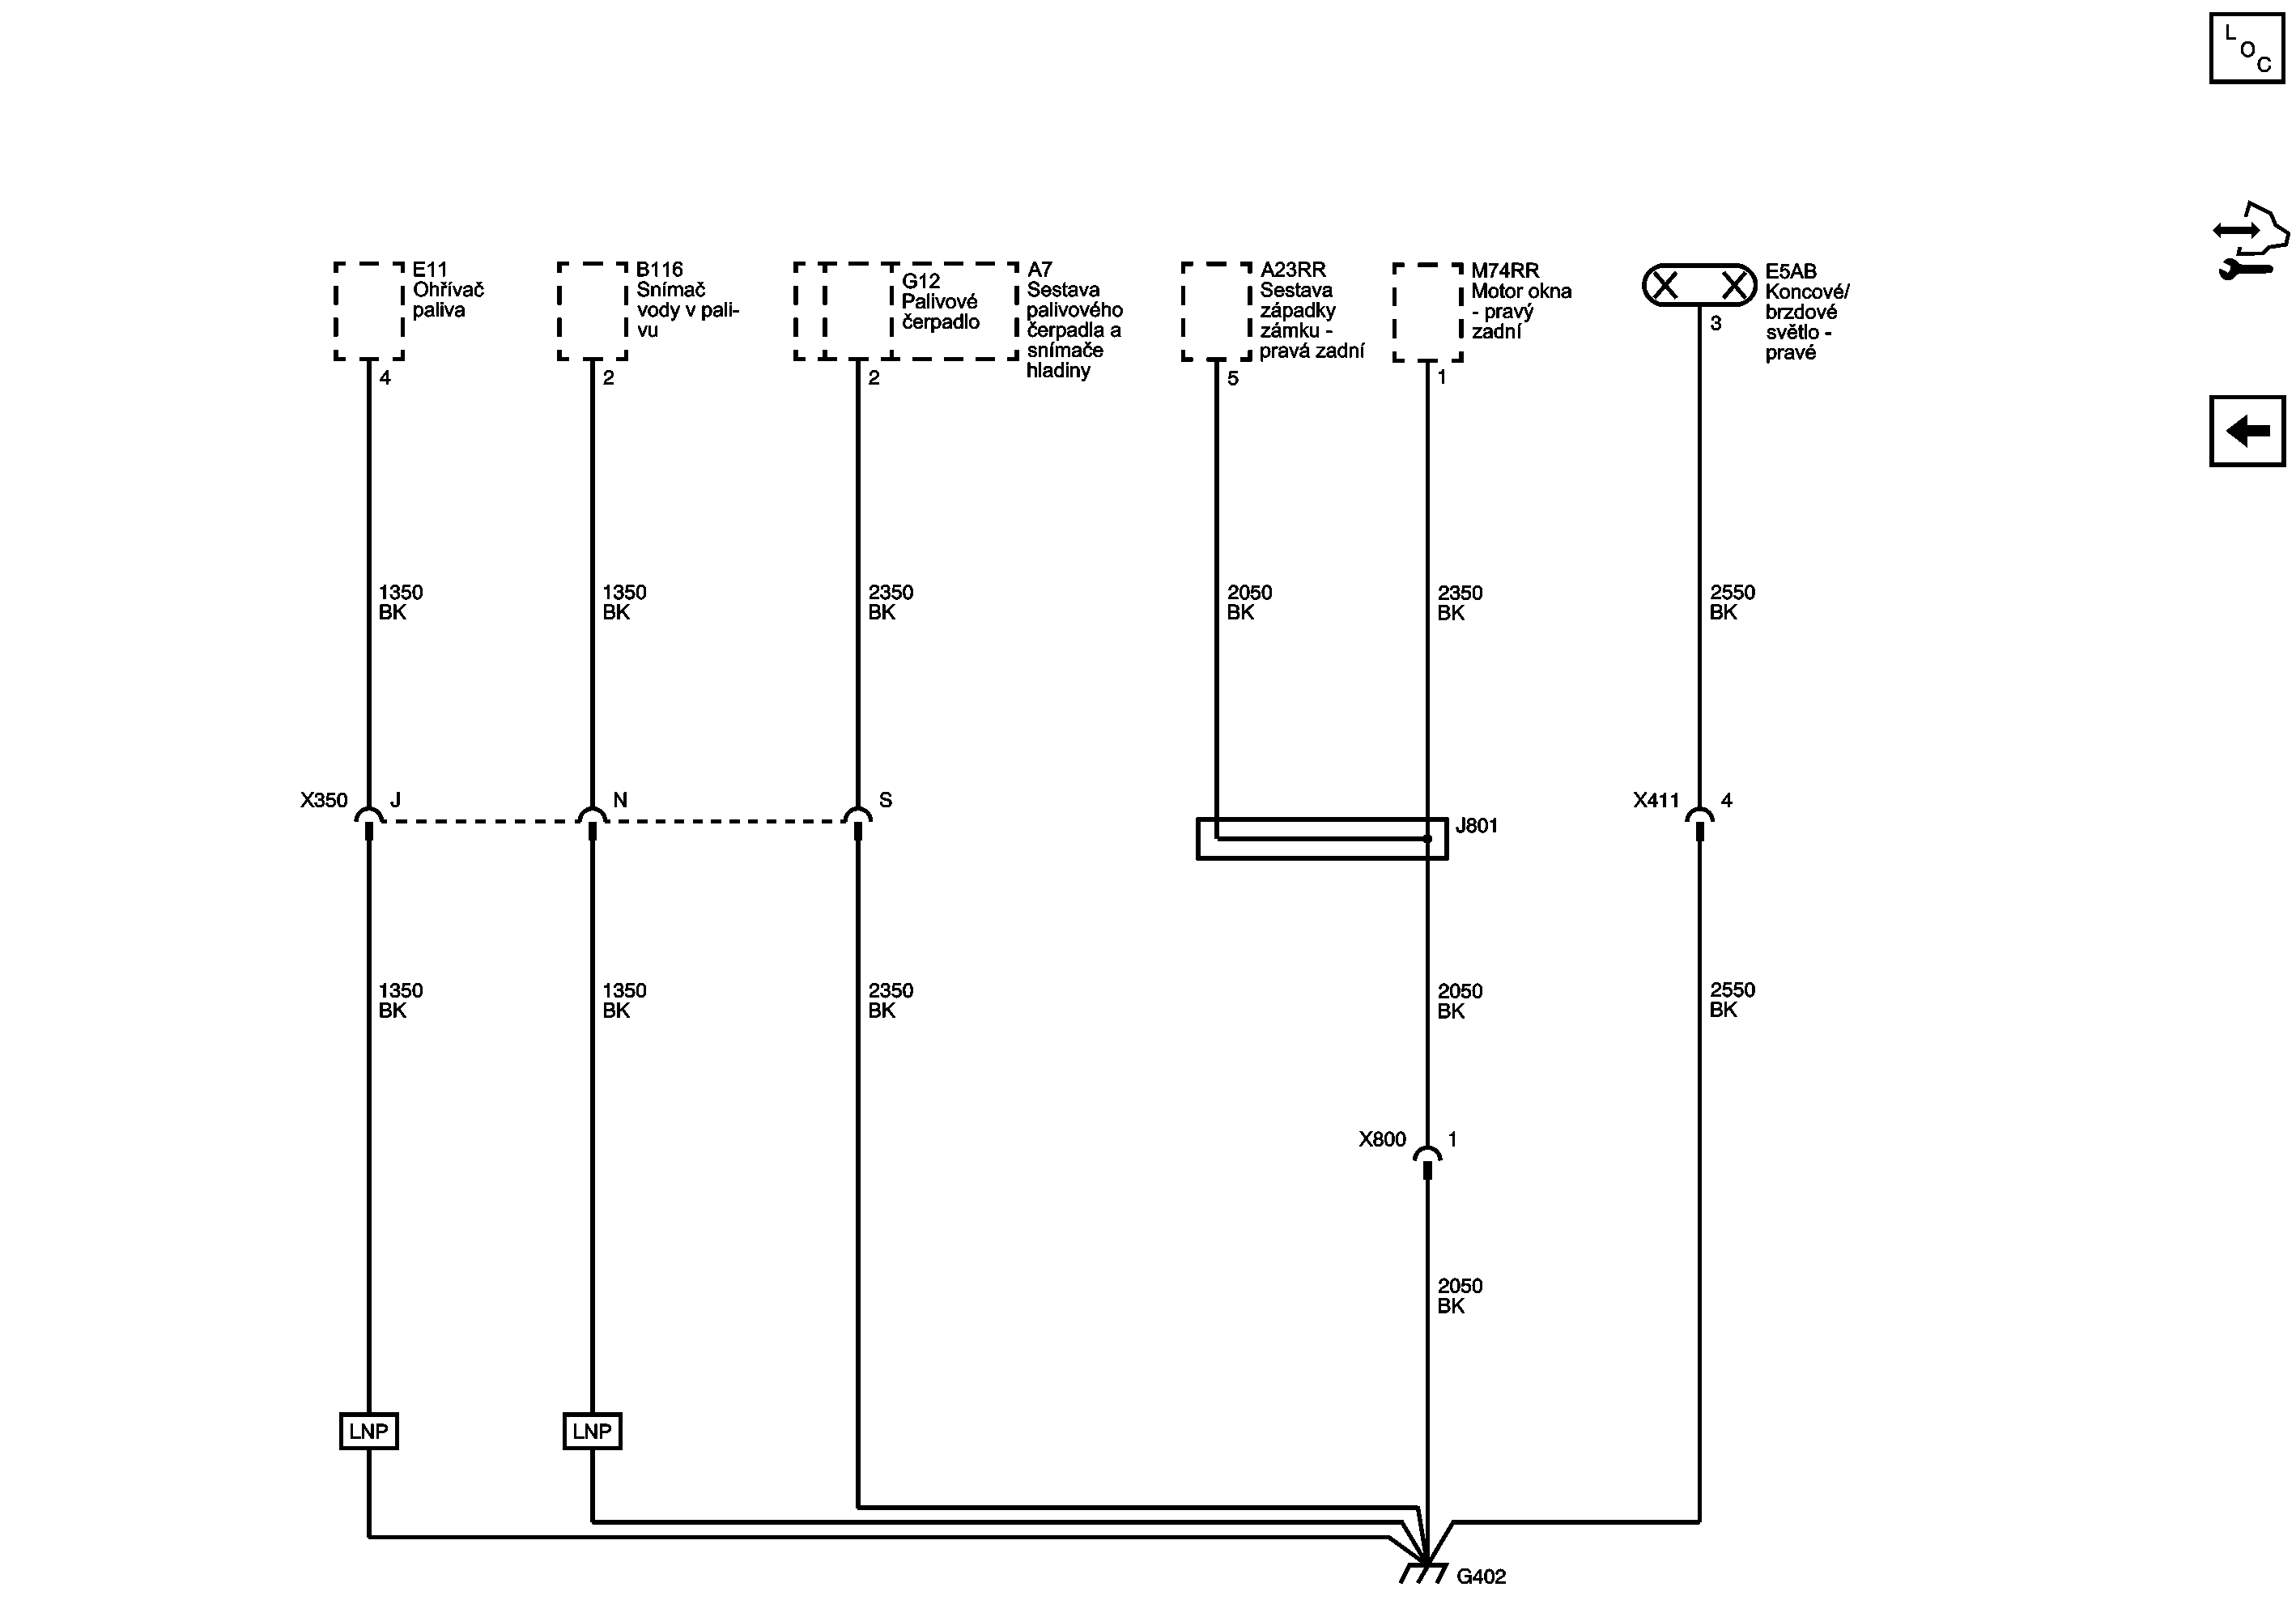 L
O
C
E11
Ohřívač
paliva
B116
Snímač
vody v pali-
vu
G12
Palivové
čerpadlo
A7
Sestava
palivového
čerpadla a
snímače
hladiny
A23RR
Sestava
západky
zámku -
pravá zadní
M74RR
Motor okna
- pravý
zadní
E5AB
Koncové/
brzdové
světlo -
pravé
4
2
2
5
1
3
1350
BK
1350
BK
2350
BK
2050
BK
2350
BK
2550
BK
X350
J
N
S
J801
X411
4
1350
BK
1350
BK
2350
BK
2050
BK
2550
BK
X800
1
2050
BK
LNP
LNP
G402